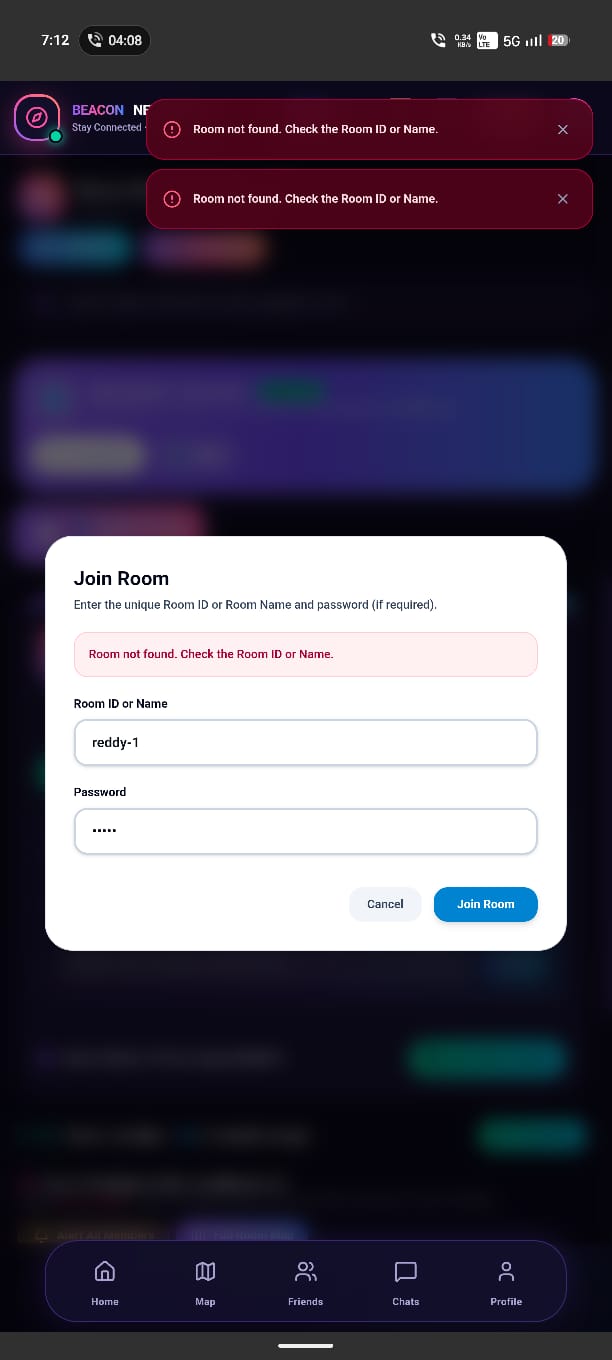 7:12 04:08 0.34 KB/s Vo LTE 5G 20
BEACON NE
Stay Connected
Room not found. Check the Room ID or Name.
Room not found. Check the Room ID or Name.
Join Room
Enter the unique Room ID or Room Name and password (if required).
Room not found. Check the Room ID or Name.
Room ID or Name
reddy-1
Password
•••••
Cancel Join Room
Alert All Members
Home Map Friends Chats Profile